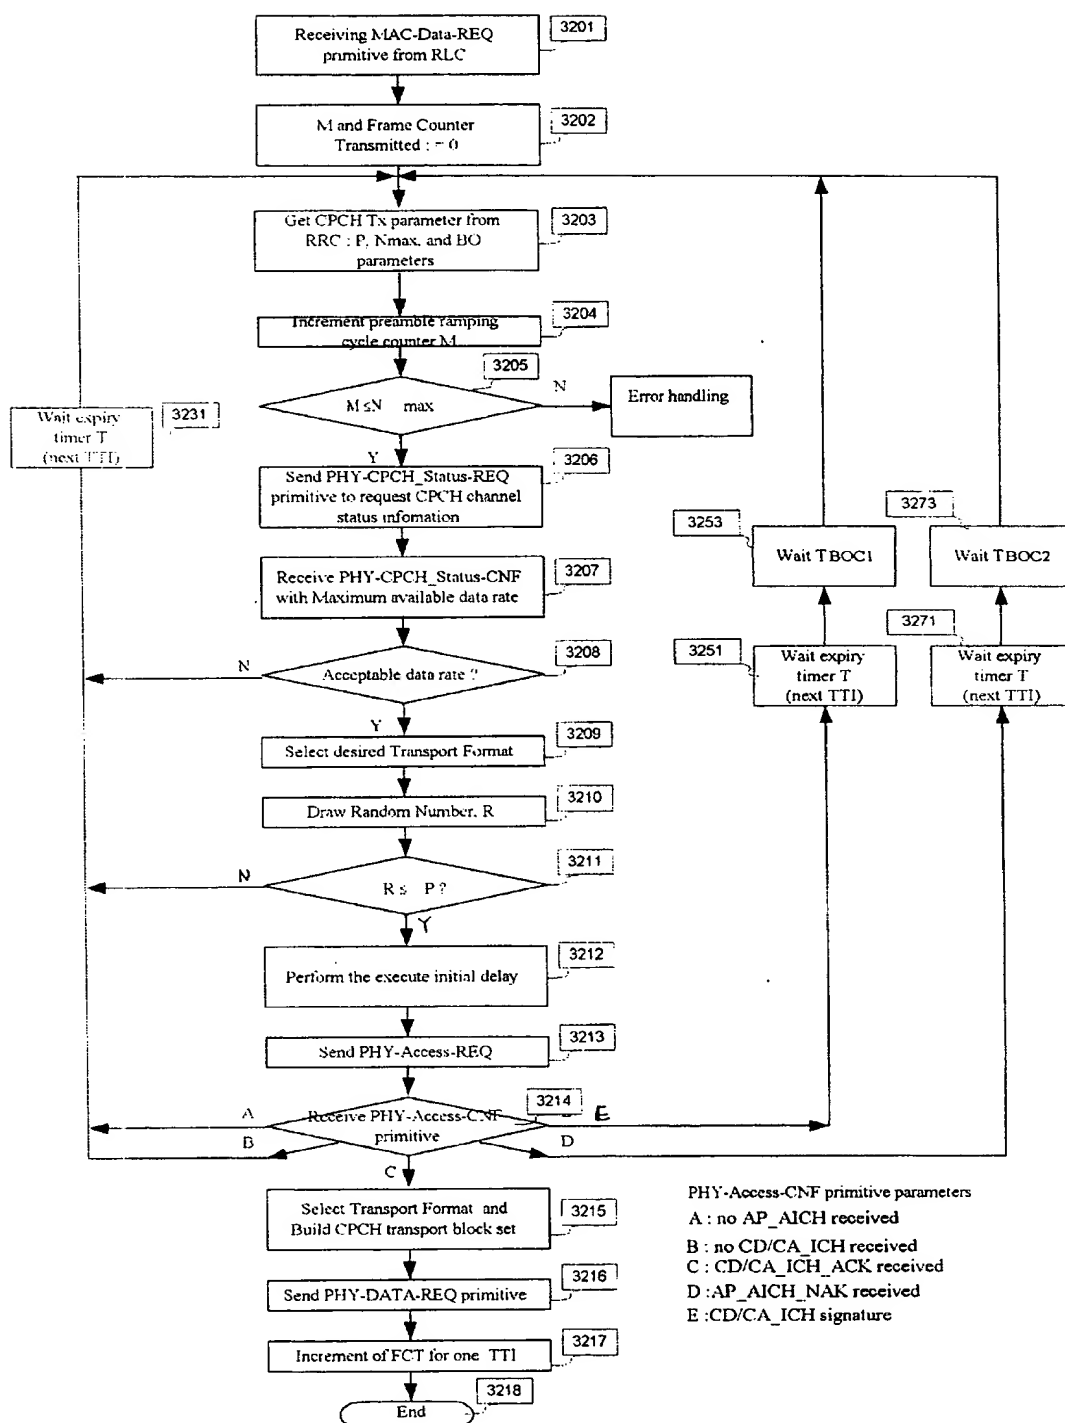 3201
Receiving MAC-Data-REQ
primitive from RLC
3202
M and Frame Counter
Transmitted : = 0
3203
Get CPCH Tx parameter from
RRC : P, Nmax, and BO
parameters
3204
Increment preamble ramping
cycle counter M
3205
M ≤N max
N
Error handling
Y
3231
Wait expiry
timer T
(next TTI)
3206
Send PHY-CPCH_Status-REQ
primitive to request CPCH channel
status infomation
3207
Receive PHY-CPCH_Status-CNF
with Maximum available data rate
3253
Wait TBOC1
3273
Wait TBOC2
3208
N
Acceptable data rate ?
Y
3251
Wait expiry
timer T
(next TTI)
3271
Wait expiry
timer T
(next TTI)
3209
Select desired Transport Format
3210
Draw Random Number, R
3211
N
R ≤ P ?
Y
3212
Perform the execute initial delay
3213
Send PHY-Access-REQ
3214
A
Receive PHY-Access-CNF
primitive
E
B
D
C
3215
Select Transport Format and
Build CPCH transport block set
3216
Send PHY-DATA-REQ primitive
3217
Increment of FCT for one TTI
3218
End
PHY-Access-CNF primitive parameters
A : no AP_AICH received
B : no CD/CA_ICH received
C : CD/CA_ICH_ACK received
D :AP_AICH_NAK received
E :CD/CA_ICH signature